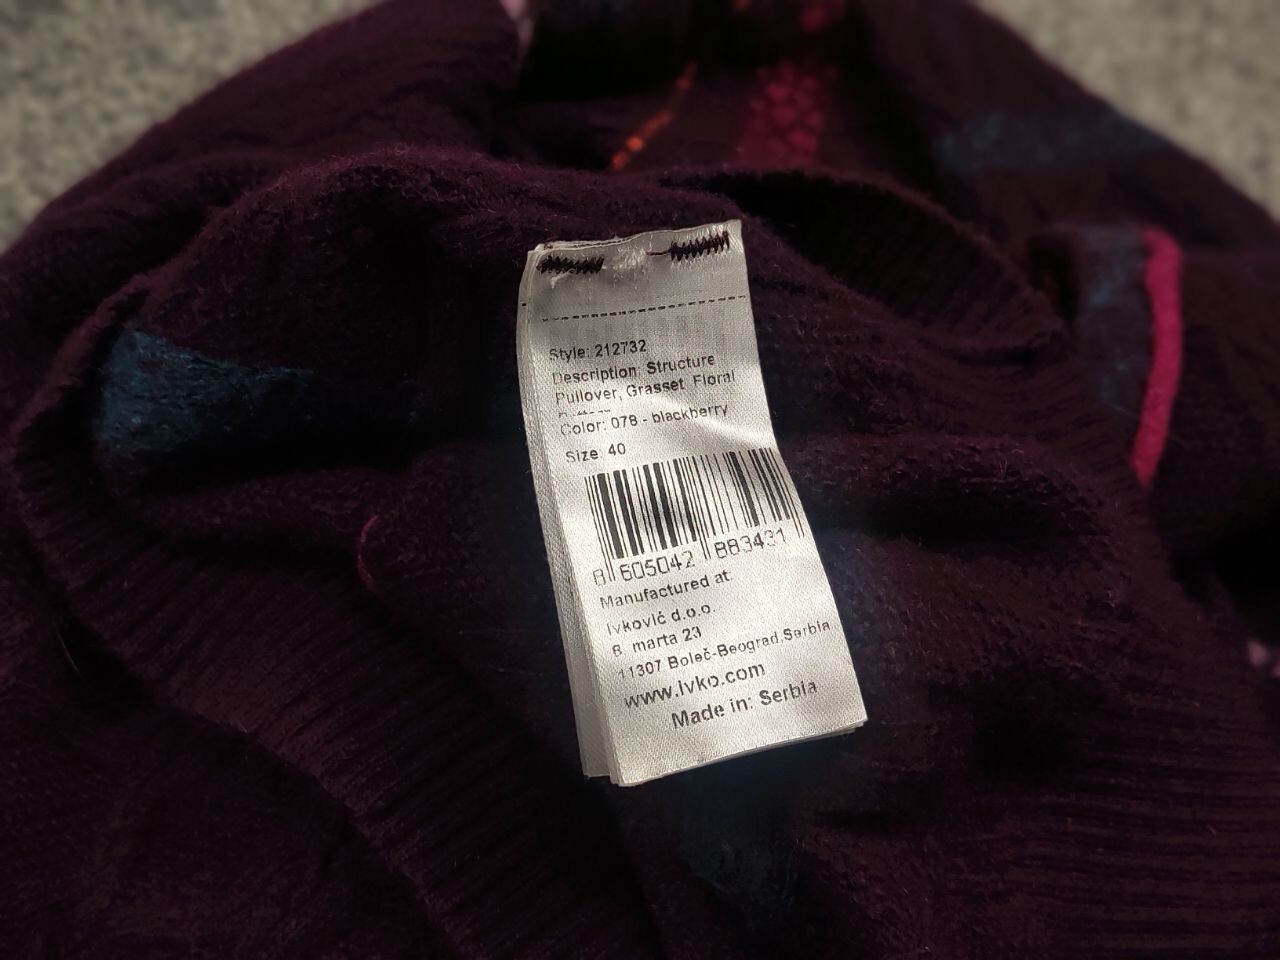 Style: 212732
Description: Structure
Pullover, Grasset Floral
Color: 078 - blackberry
Size: 40
8 605042 883431
Manufactured at:
Ivković d.o.o.
8. marta 23
11307 Boleč-Beograd,Serbia
www.ivko.com
Made in: Serbia